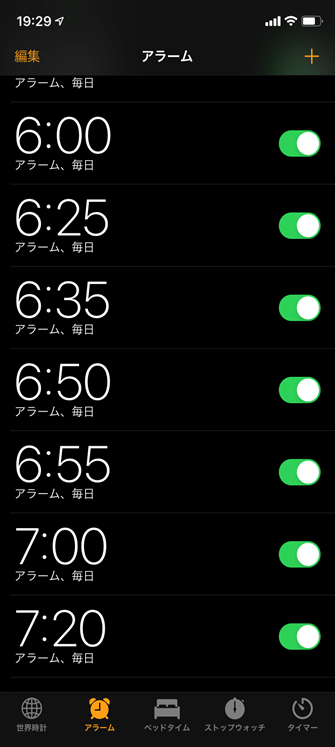 19:29
編集 アラーム
アラーム、毎日
6:00
アラーム、毎日
6:25
アラーム、毎日
6:35
アラーム、毎日
6:50
アラーム、毎日
6:55
アラーム、毎日
7:00
アラーム、毎日
7:20
アラーム、毎日
世界時計 アラーム ベッドタイム ストップウォッチ タイマー